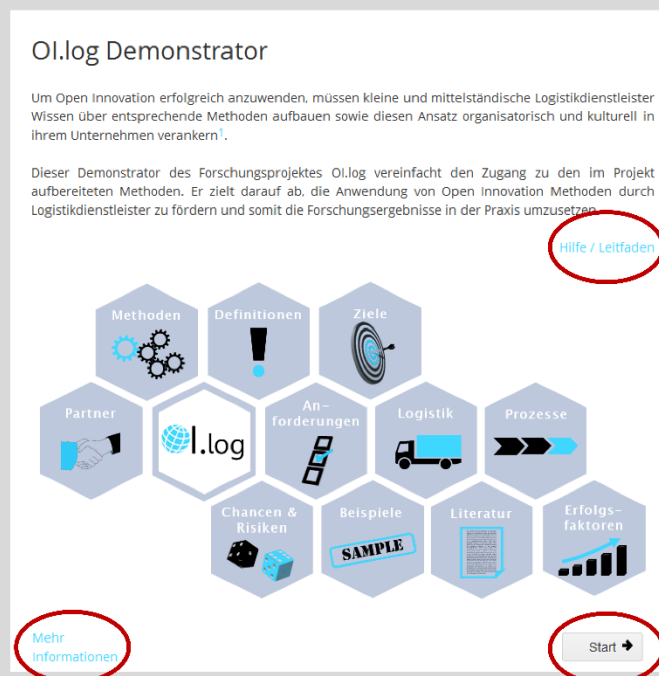 OI.log Demonstrator
Um Open Innovation erfolgreich anzuwenden, müssen kleine und mittelständische Logistikdienstleister
Wissen über entsprechende Methoden aufbauen sowie diesen Ansatz organisatorisch und kulturell in
ihrem Unternehmen verankern¹.
Dieser Demonstrator des Forschungsprojektes OI.log vereinfacht den Zugang zu den im Projekt
aufbereiteten Methoden. Er zielt darauf ab, die Anwendung von Open Innovation Methoden durch
Logistikdienstleister zu fördern und somit die Forschungsergebnisse in der Praxis umzusetzen.
Hilfe / Leitfaden
Methoden
Definitionen
Ziele
Partner
OI.log
An-
forderungen
Logistik
Prozesse
Chancen &
Risiken
Beispiele
SAMPLE
Literatur
Erfolgs-
faktoren
Mehr
Informationen
Start